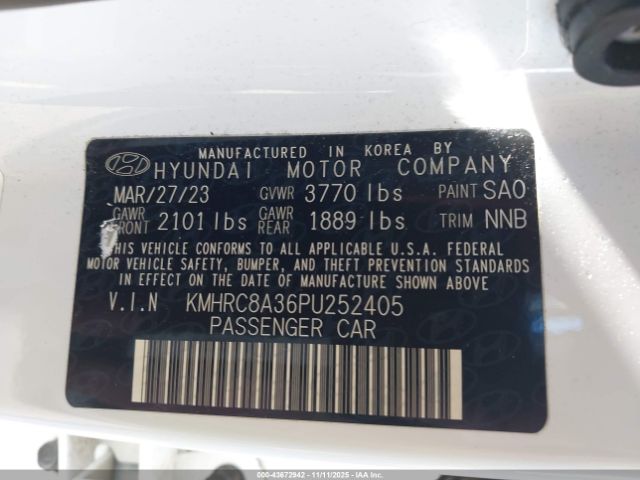 MANUFACTURED IN KOREA BY
HYUNDAI MOTOR COMPANY
MAR/27/23 GVWR 3770 lbs PAINT SAO
GAWR FRONT 2101 lbs GAWR REAR 1889 lbs TRIM NNB
THIS VEHICLE CONFORMS TO ALL APPLICABLE U.S.A. FEDERAL
MOTOR VEHICLE SAFETY, BUMPER, AND THEFT PREVENTION
STANDARDS IN EFFECT ON THE DATE OF MANUFACTURE SHOWN ABOVE
V.I.N KMHRC8A36PU252405
PASSENGER CAR
© 43672942 - 11/11/2025 - IAA Inc. All Rights Reserved